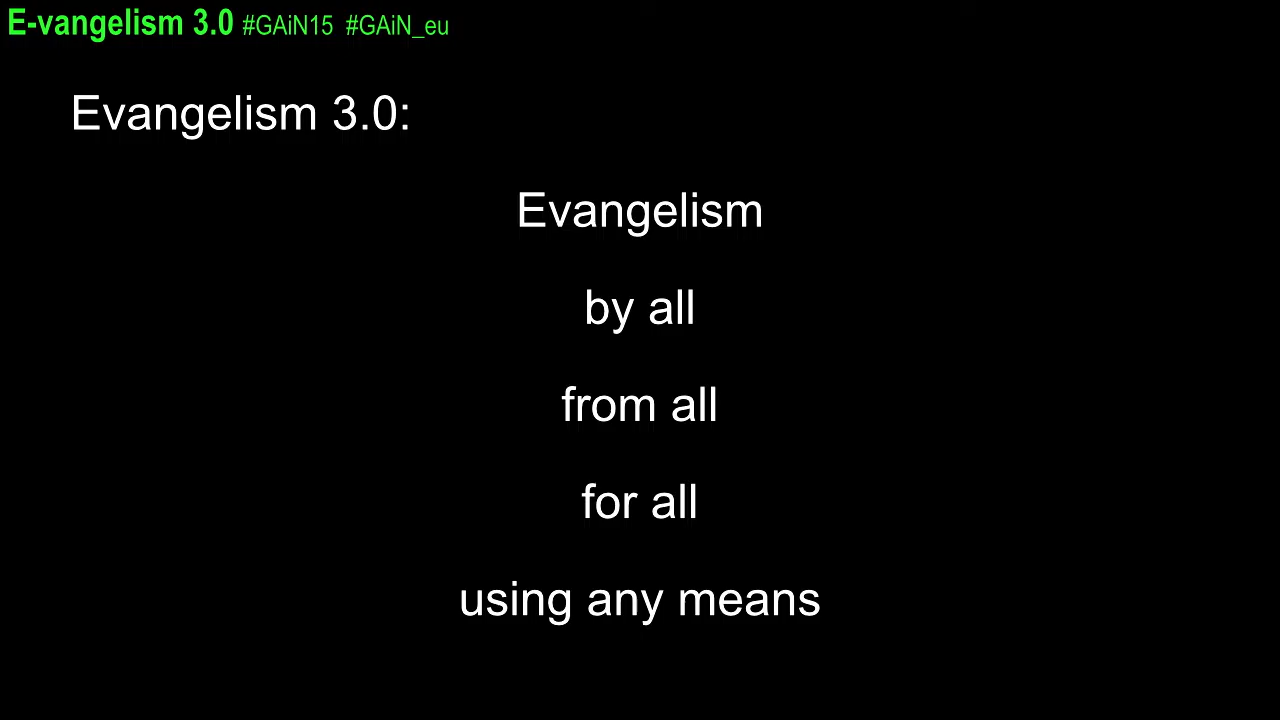 E-vangelism 3.0 #GAiN15 #GAiN_eu
Evangelism 3.0:
Evangelism
by all
from all
for all
using any means